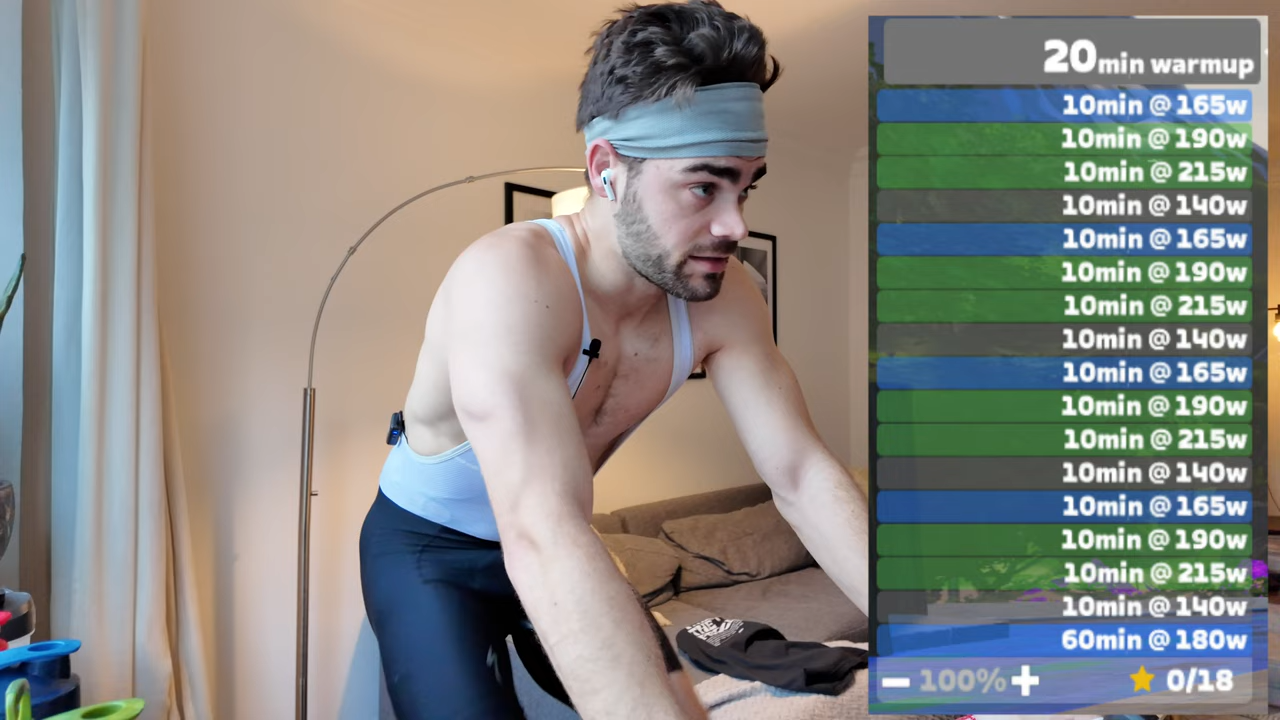 20min warmup
10min @ 165w
10min @ 190w
10min @ 215w
10min @ 140w
10min @ 165w
10min @ 190w
10min @ 215w
10min @ 140w
10min @ 165w
10min @ 190w
10min @ 215w
10min @ 140w
10min @ 165w
10min @ 190w
10min @ 215w
10min @ 140w
60min @ 180w
− 100% + ⭐ 0/18